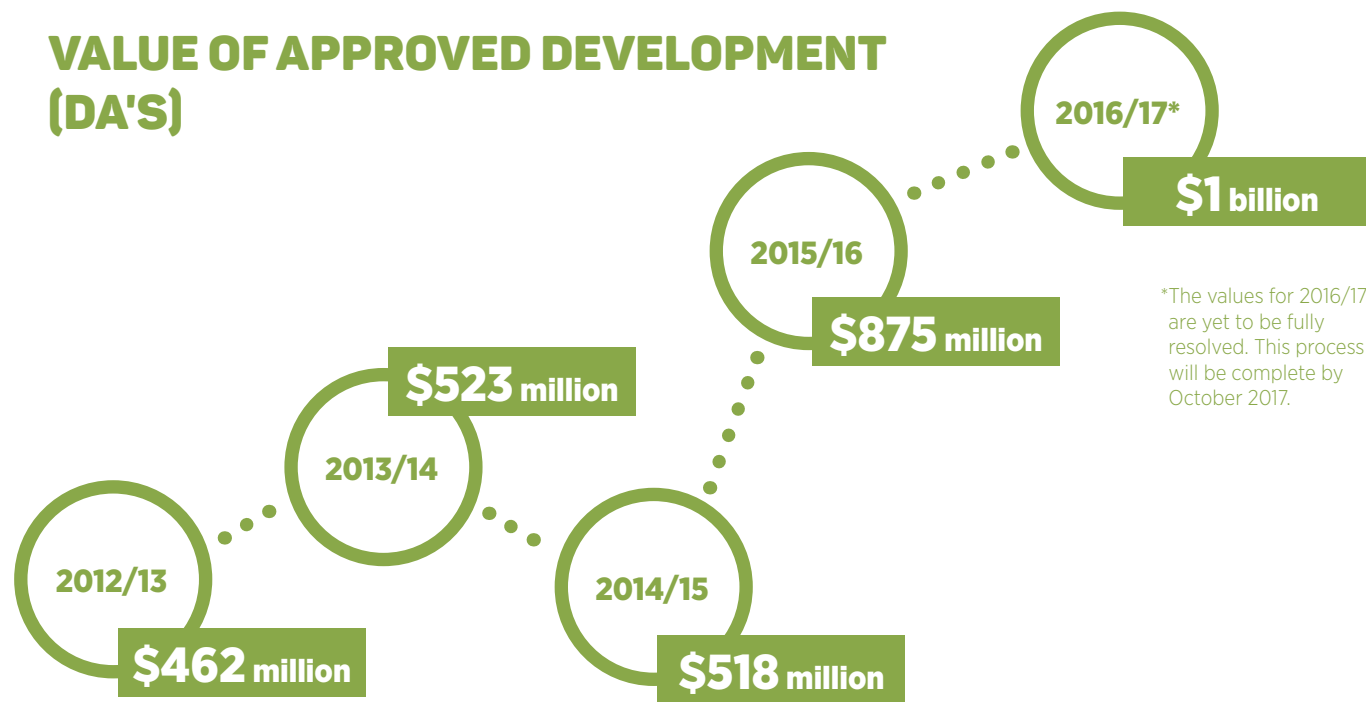 VALUE OF APPROVED DEVELOPMENT
(DA'S)
2012/13
$462 million
2013/14
$523 million
2014/15
$518 million
2015/16
$875 million
2016/17*
$1 billion
*The values for 2016/17
are yet to be fully
resolved. This process
will be complete by
October 2017.